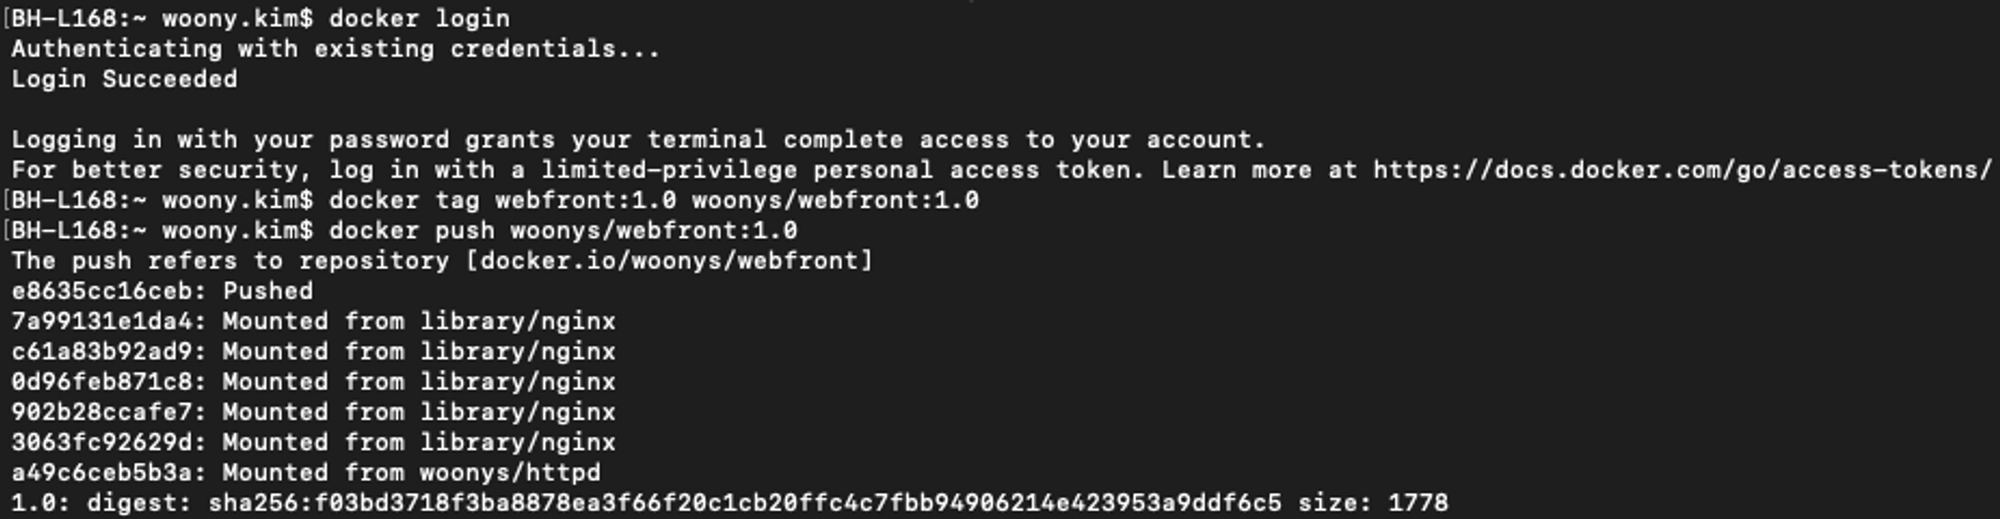 [BH-L168:~ woony.kim$ docker login
Authenticating with existing credentials...
Login Succeeded
Logging in with your password grants your terminal complete access to your account.
For better security, log in with a limited-privilege personal access token. Learn more at https://docs.docker.com/go/access-tokens/
[BH-L168:~ woony.kim$ docker tag webfront:1.0 woonys/webfront:1.0
[BH-L168:~ woony.kim$ docker push woonys/webfront:1.0
The push refers to repository [docker.io/woonys/webfront]
e8635cc16ceb: Pushed
7a99131e1da4: Mounted from library/nginx
c61a83b92ad9: Mounted from library/nginx
0d96feb871c8: Mounted from library/nginx
902b28ccafe7: Mounted from library/nginx
3063fc92629d: Mounted from library/nginx
a49c6ceb5b3a: Mounted from woonys/httpd
1.0: digest: sha256:f03bd3718f3ba8878ea3f66f20c1cb20ffc4c7fbb94906214e423953a9ddf6c5 size: 1778